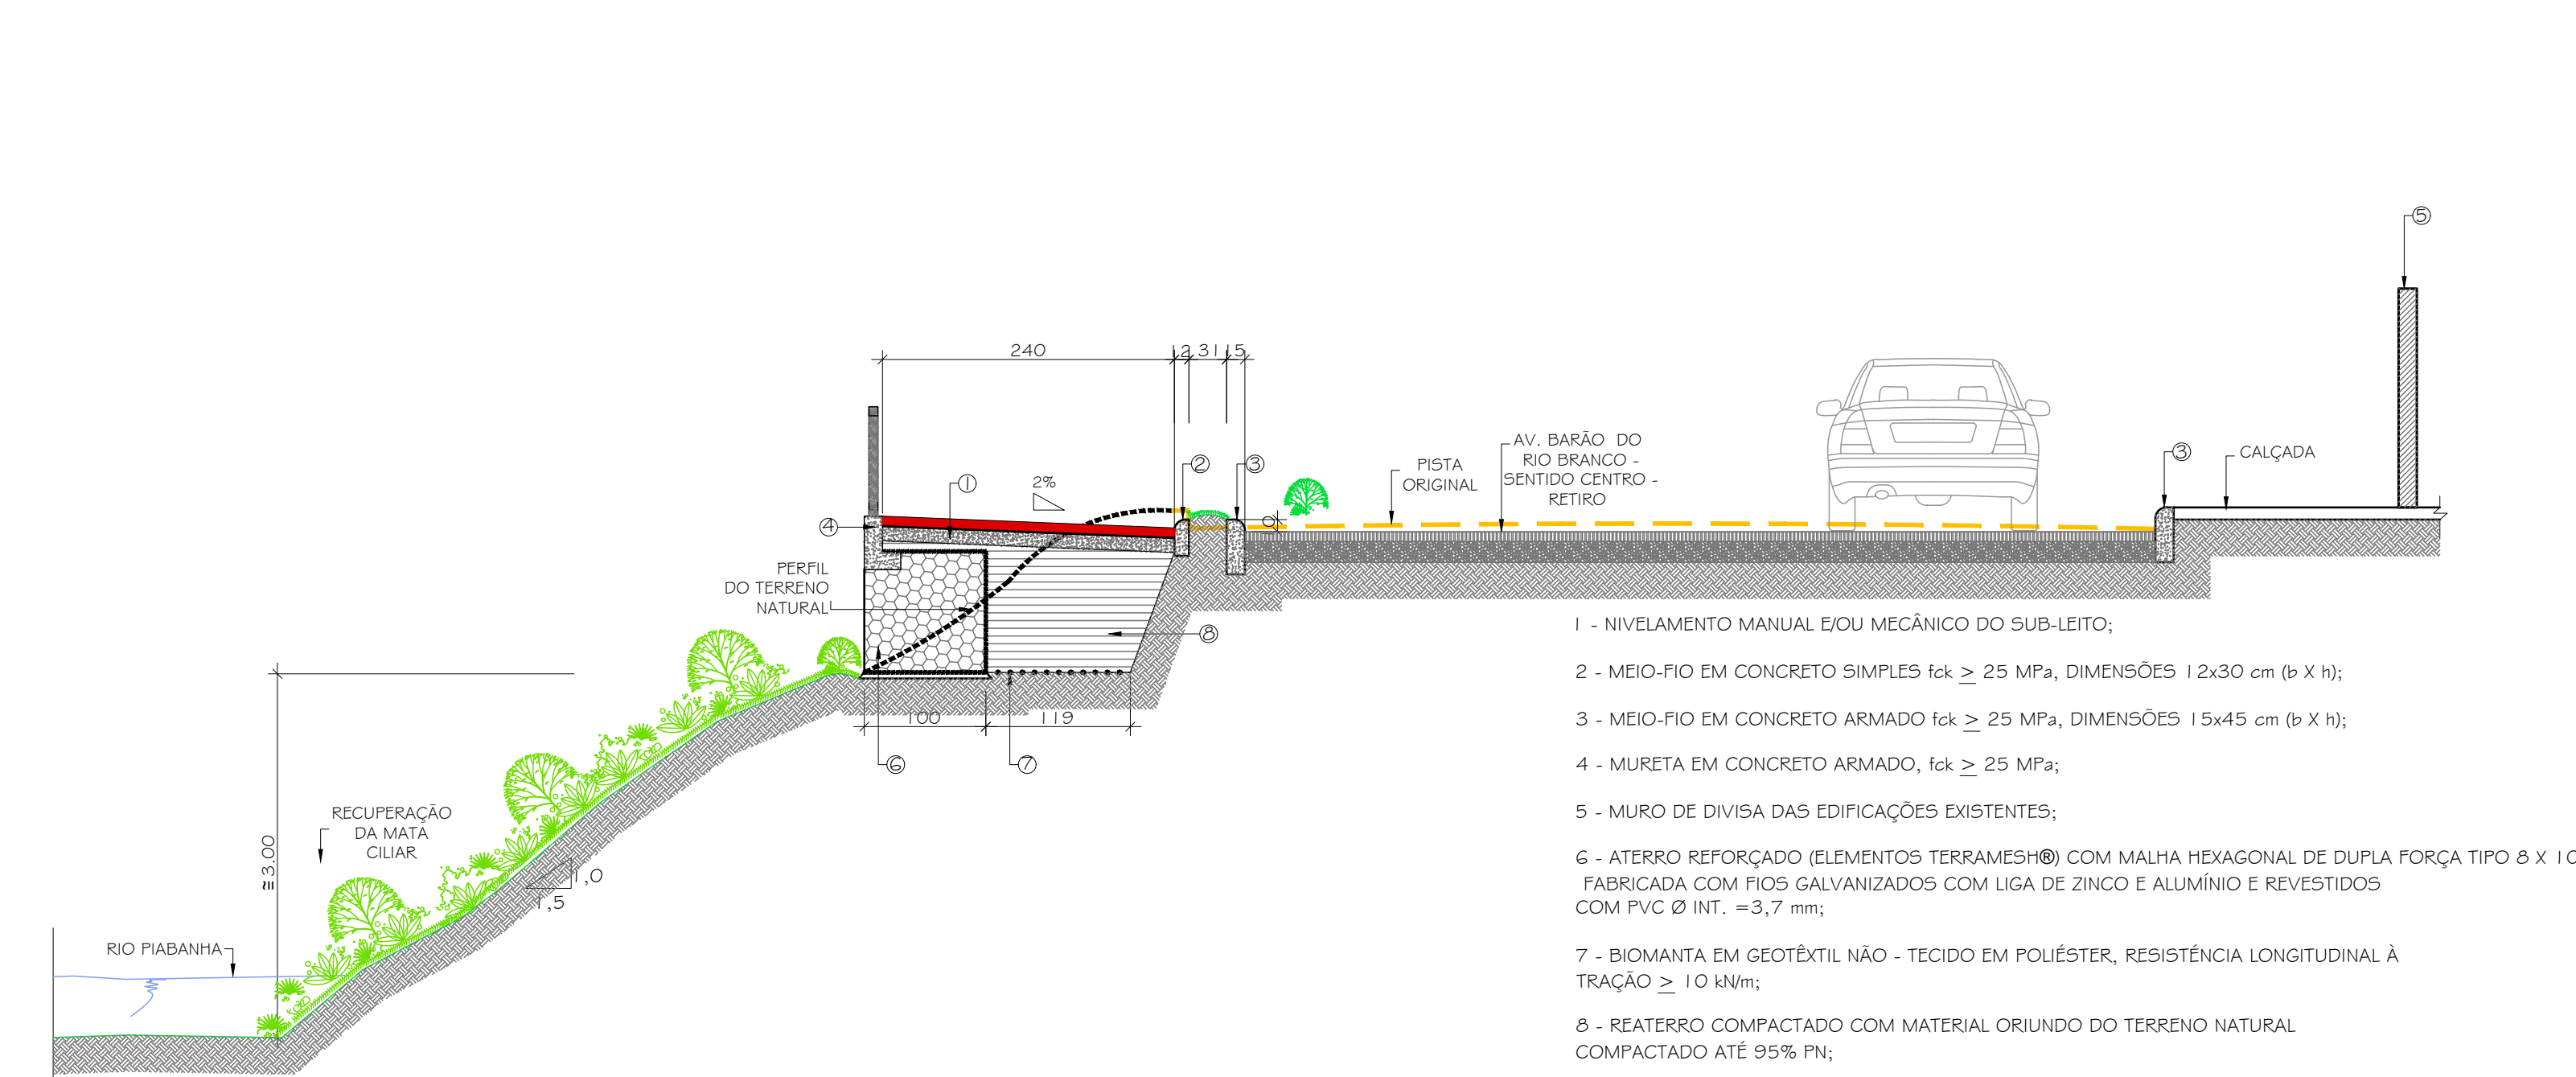 5
240
12
31
15
AV. BARÃO DO
RIO BRANCO -
SENTIDO CENTRO -
RETIRO
3
CALÇADA
PISTA
ORIGINAL
2
3
2%
1
4
10
PERFIL
DO TERRENO
NATURAL
8
100
119
6
7
≅3.00
RECUPERAÇÃO
DA MATA
CILIAR
1,0
1,5
RIO PIABANHA
1 - NIVELAMENTO MANUAL E/OU MECÂNICO DO SUB-LEITO;
2 - MEIO-FIO EM CONCRETO SIMPLES fck ≥ 25 MPa, DIMENSÕES 12x30 cm (b X h);
3 - MEIO-FIO EM CONCRETO ARMADO fck ≥ 25 MPa, DIMENSÕES 15x45 cm (b X h);
4 - MURETA EM CONCRETO ARMADO, fck ≥ 25 MPa;
5 - MURO DE DIVISA DAS EDIFICAÇÕES EXISTENTES;
6 - ATERRO REFORÇADO (ELEMENTOS TERRAMESH®) COM MALHA HEXAGONAL DE DUPLA FORÇA TIPO 8 X 10
FABRICADA COM FIOS GALVANIZADOS COM LIGA DE ZINCO E ALUMÍNIO E REVESTIDOS
COM PVC Ø INT. =3,7 mm;
7 - BIOMANTA EM GEOTÊXTIL NÃO - TECIDO EM POLIÉSTER, RESISTÉNCIA LONGITUDINAL À
TRAÇÃO ≥ 10 kN/m;
8 - REATERRO COMPACTADO COM MATERIAL ORIUNDO DO TERRENO NATURAL
COMPACTADO ATÉ 95% PN;